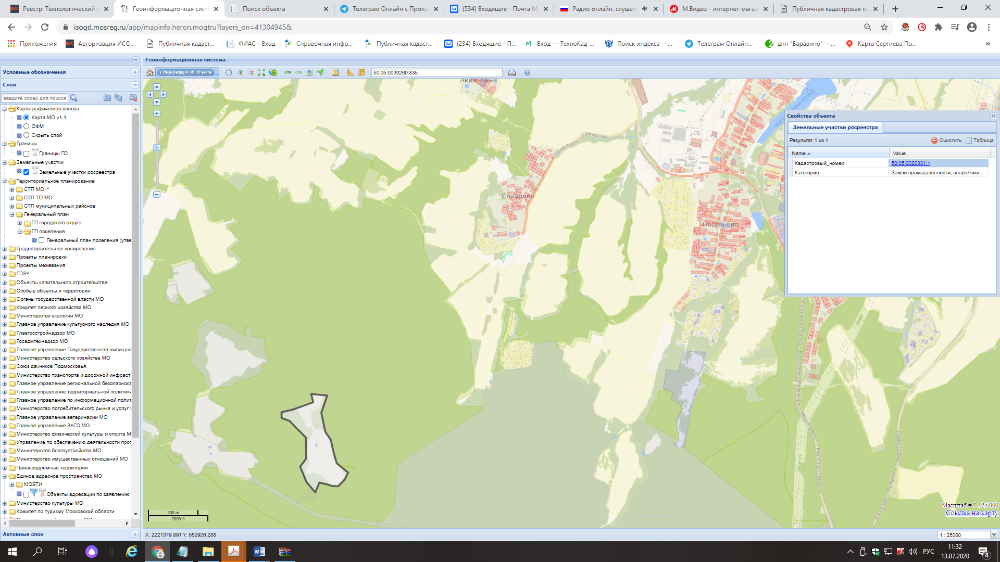 Реестр: Технологический п
Геоинформационная систе
Поиск объекта
Телеграм Онлайн с Прокс
(534) Входящие - Почта Ма
Радио онлайн, слушать
М.Видео - интернет-магаз
Публичная кадастровая ка
isogd.mosreg.ru/app/mapinfo.heron.mogtru?layers_on=41304945&
Приложения
Авторизация ИСО...
Публичная кадаст...
ФИАС - Вход
Справочная инфо...
Публичная кадаст...
(234) Входящие - П...
Вход — ТехноКад-...
Поиск индекса —...
Телеграм Онлайн...
днп "Варавино" —...
Карта Сергиева По...
Условные обозначения
Слои
введите слово для поиска
Картографическая основа
Карта МО v1.1
ОФМ
Скрыть слой
Границы
Границы ГО
Земельные участки
Земельные участки росреестра
Территориальное планирование
СТП МО *
СТП ТО МО
СТП муниципальных районов
Генеральный план
ГП городского округа
ГП поселения
Генеральный план поселения (утве
Градостроительное зонирование
Проекты планировки
Проекты межевания
ГПЗУ
Объекты капитального строительства
Особые объекты и территории
Органы государственной власти МО
Комитет лесного хозяйства МО
Министерство экологии МО
Главное управление культурного наследия МО
Главгосстройнадзор МО
Госадмтехнадзор МО
Главное управление Государственная жилищна
Министерство сельского хозяйства МО
Союз дачников Подмосковья
Министерство транспорта и дорожной инфраст
Главное управление региональной безопасност
Главное управление территориальной политики
Главное управление по информационной полит
Министерство потребительского рынка и услуг
Главное управление ветеринарии МО
Главное управление ЗАГС МО
Министерство физической культуры и спорта М
Управление по обеспечению деятельности прот
Министерство благоустройства МО
Министерство имущественных отношений МО
Приаэродромные территории
Единое адресное пространство МО
МОБТИ
Объекты адресации по заявлению
Министерство культуры МО
Комитет по туризму Московской области
Активные слои
Геоинформационная система
Информация об объекте
50:05:0030260:835
Аким-Анна
Сахарово
Посевьево
Шеметово - Сахарово
Сергиев Посад - Калязин - Рыбинск - Череповец
Константиново
Калязин - Рыбинск - Череповец
Свойства объекта
Земельные участки росреестра
Результат 1 из 1
Очистить
Таблица
Name
Value
Кадастровый_номер
50:05:0020331:1
Категория
Земли промышленности, энергетики,...
500 m
2000 ft
Масштаб = 1 : 25 000
Ссылка на карту
X: 2221379.891 Y: 552926.288
1 : 25000
РУС
11:32
13.07.2020
4